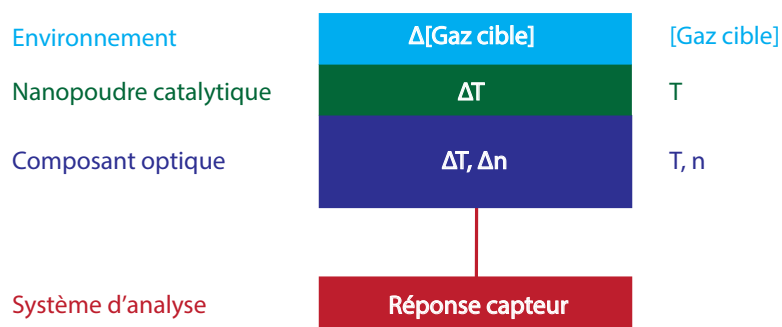 Environnement Δ[Gaz cible] [Gaz cible]
Nanopoudre catalytique ΔT T
Composant optique ΔT, Δn T, n
Système d’analyse Réponse capteur